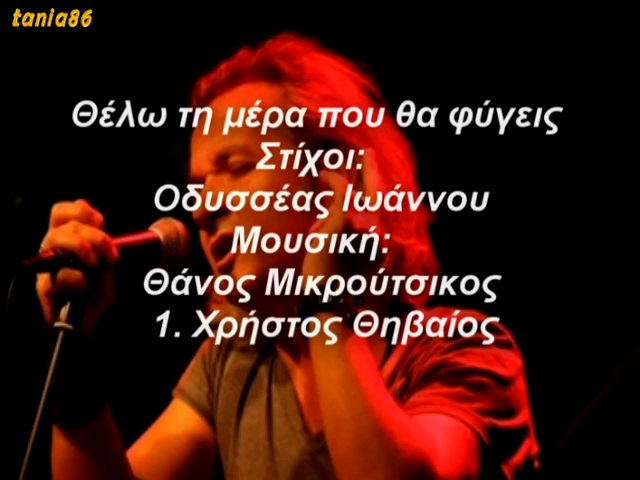 tania86
Θέλω τη μέρα που θα φύγεις
Στίχοι:
Οδυσσέας Ιωάννου
Μουσική:
Θάνος Μικρούτσικος
1. Χρήστος Θηβαίος